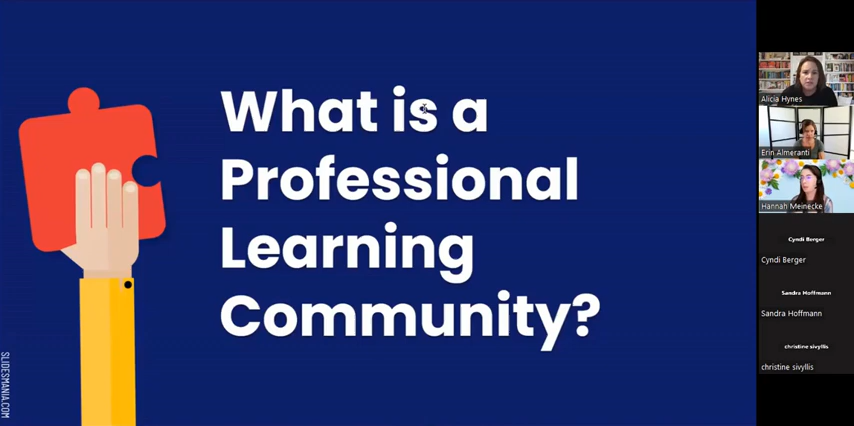 What is a
Professional
Learning
Community?
SLIDESMANIA.COM
Alicia Hynes
Erin Almeranti
Hannah Meinecke
Cyndi Berger
Cyndi Berger
Sandra Hoffmann
Sandra Hoffmann
christine sivyllis
christine sivyllis